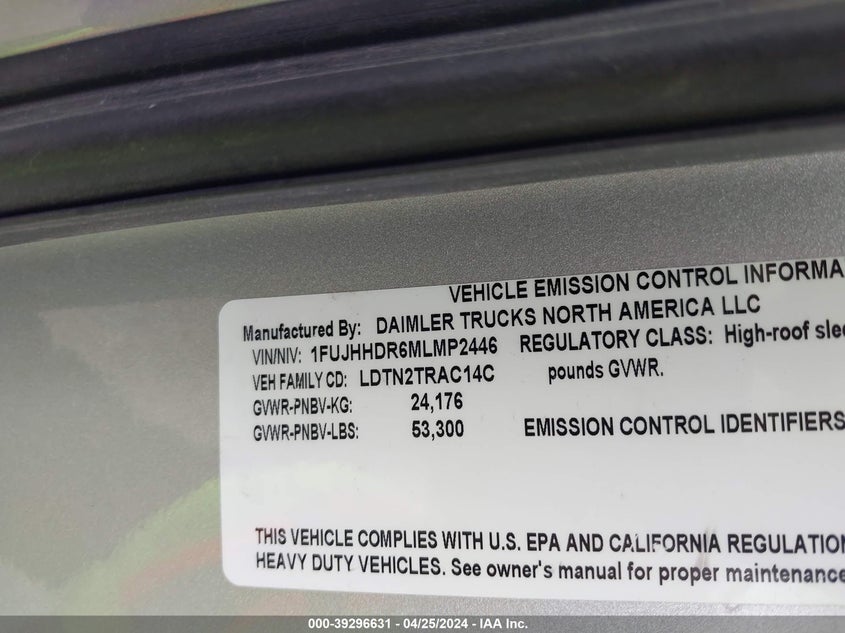 VEHICLE EMISSION CONTROL INFORMA
Manufactured By: DAIMLER TRUCKS NORTH AMERICA LLC
VIN/NIV: 1FUJHHDR6MLMP2446 REGULATORY CLASS: High-roof slee
VEH FAMILY CD: LDTN2TRAC14C pounds GVWR.
GVWR-PNBV-KG: 24,176
GVWR-PNBV-LBS: 53,300 EMISSION CONTROL IDENTIFIERS
THIS VEHICLE COMPLIES WITH U.S. EPA AND CALIFORNIA REGULATION
HEAVY DUTY VEHICLES. See owner's manual for proper maintenance
000-39296631 - 04/25/2024 - IAA Inc.